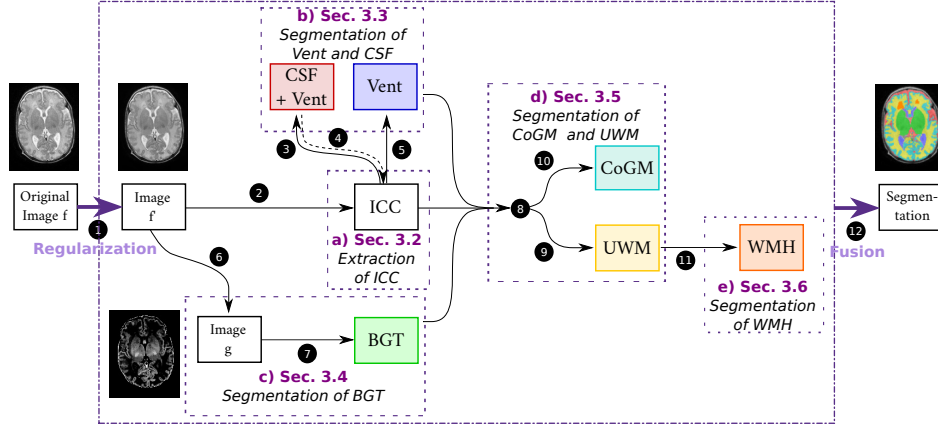 b) Sec. 3.3
Segmentation of
Vent and CSF
CSF
+ Vent
Vent
3
4
5
Original
Image f
1
Regularization
Image
f'
2
ICC
a) Sec. 3.2
Extraction
of ICC
6
Image
g
7
BGT
c) Sec. 3.4
Segmentation of BGT
d) Sec. 3.5
Segmentation of
CoGM and UWM
8
10
CoGM
9
UWM
11
WMH
e) Sec. 3.6
Segmentation
of WMH
12
Fusion
Segmen-
tation